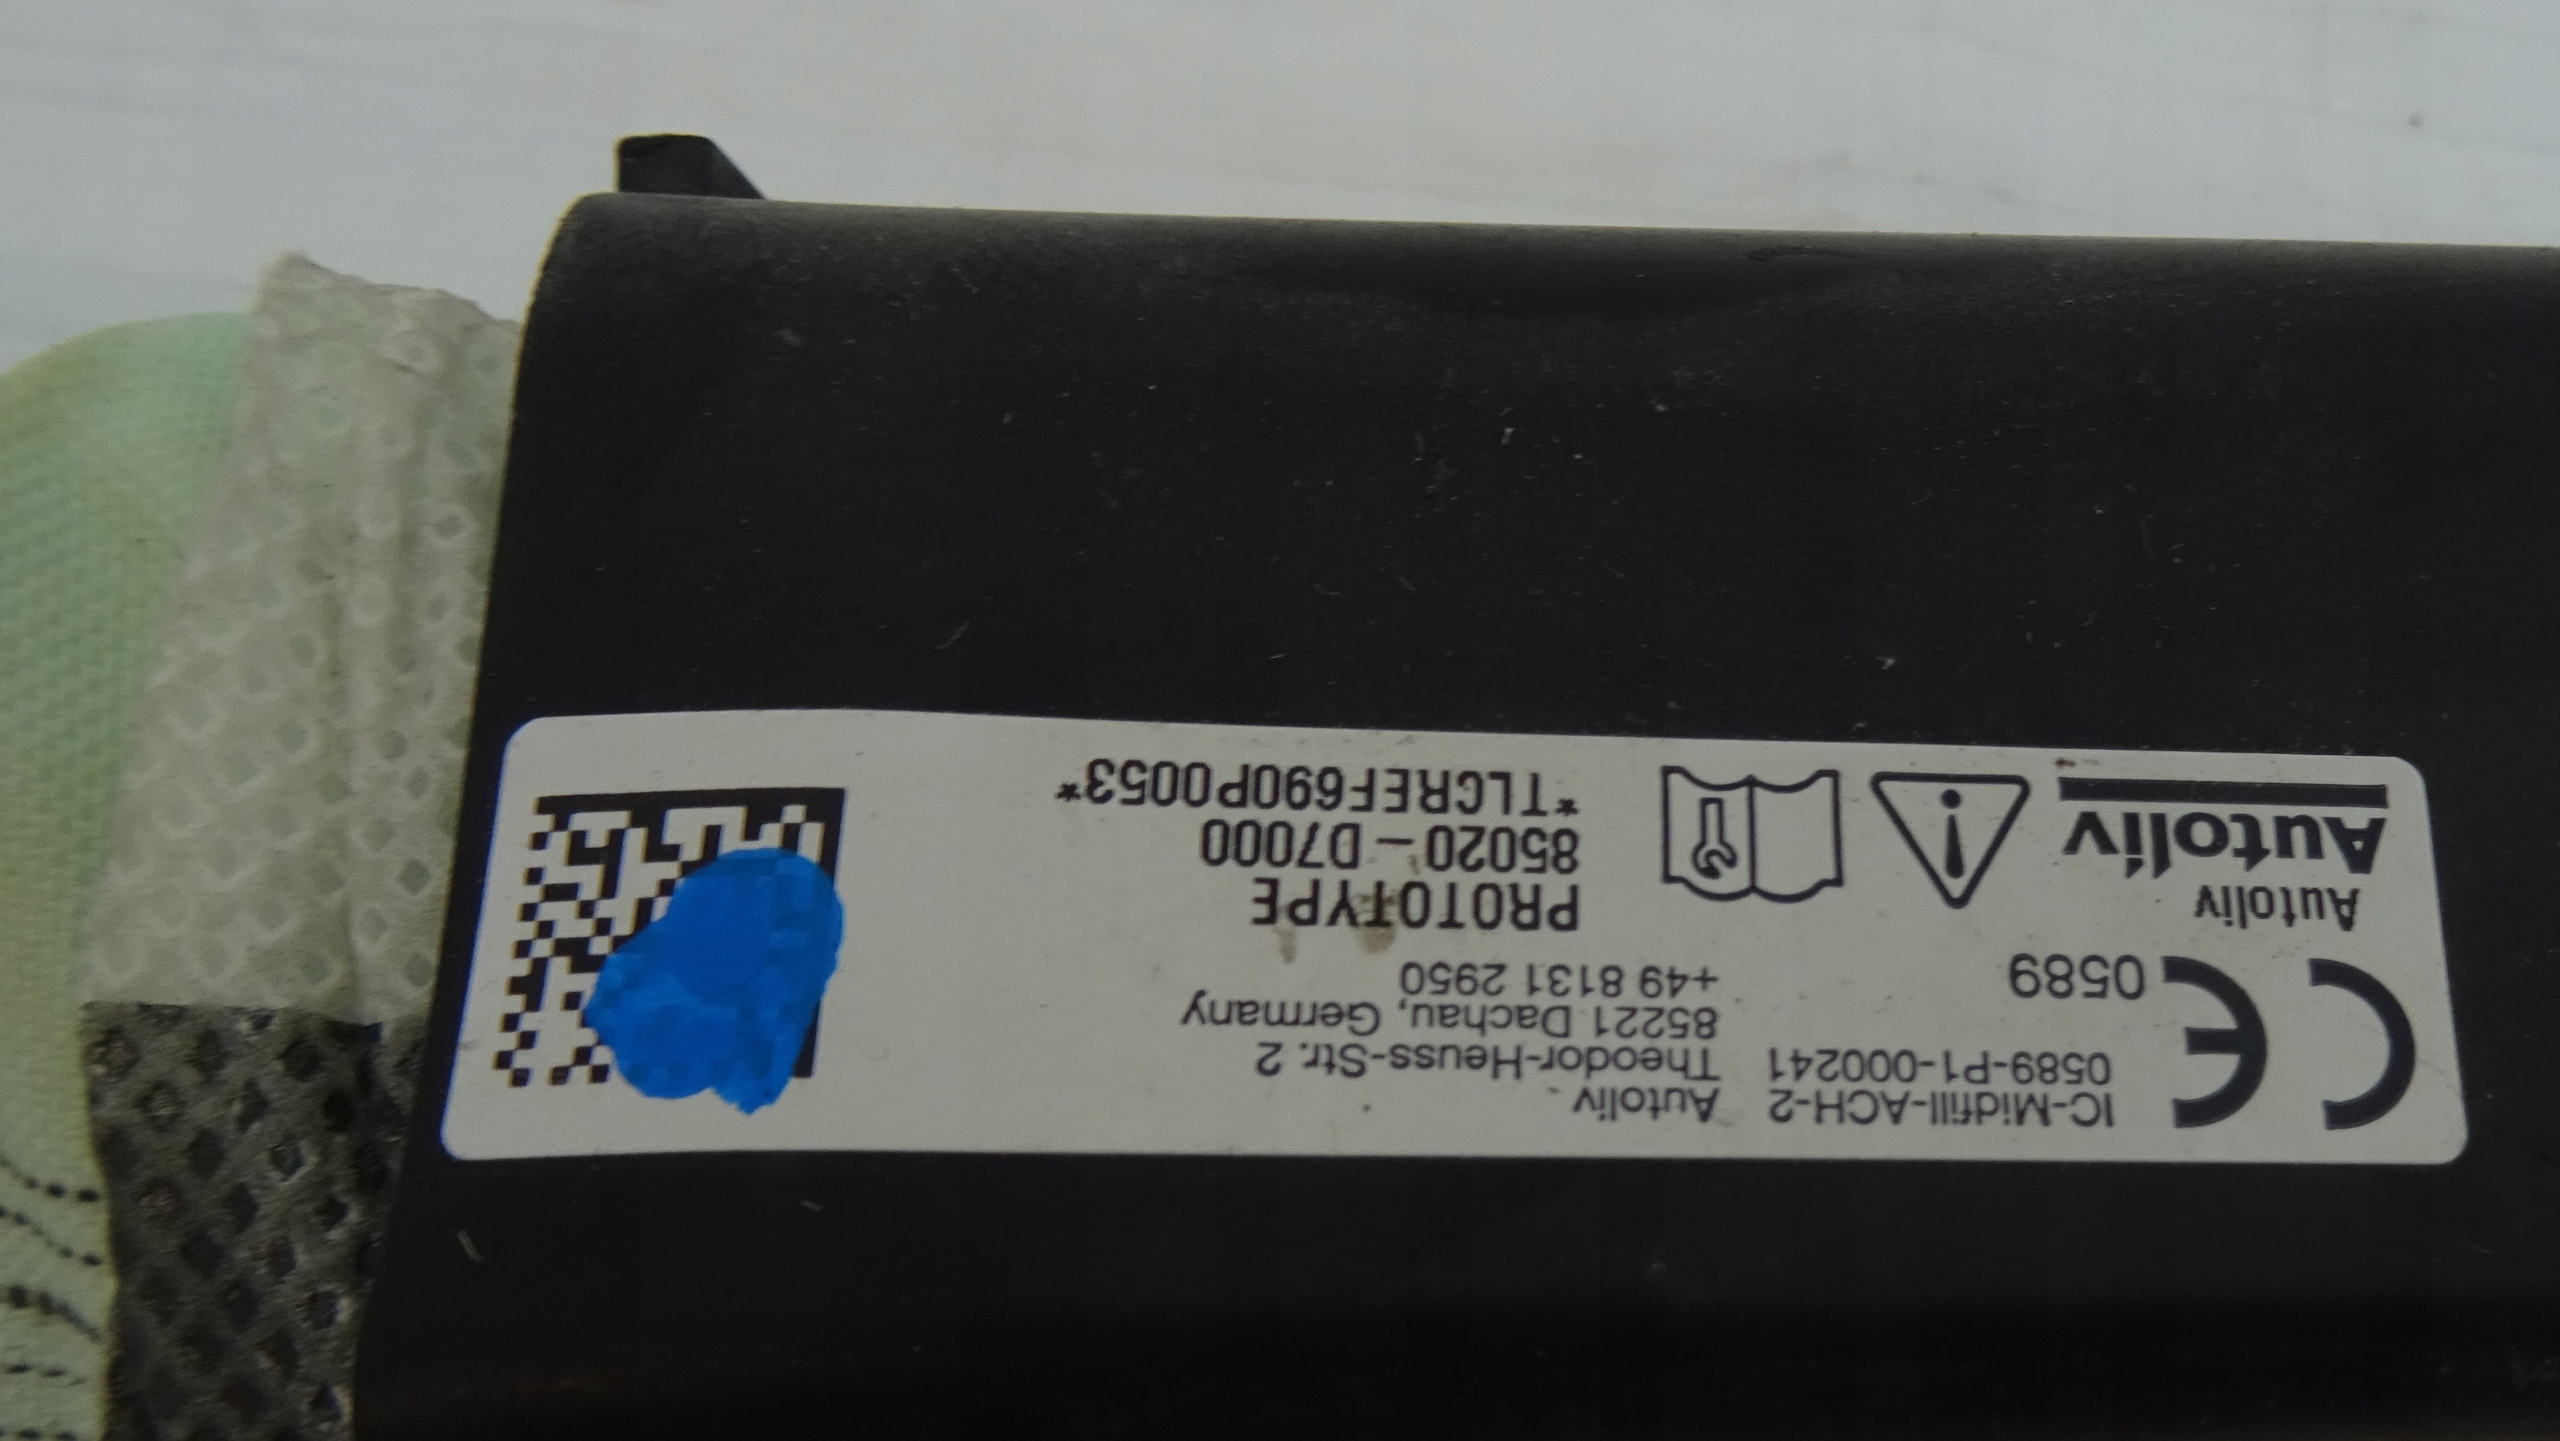 CE 0589
IC-Midfill-ACH-2
0589-P1-000241
Autoliv
Theodor-Heuss-Str. 2
85221 Dachau, Germany
+49 8131 2950
Autoliv
Autoliv
PROTOTYPE
85020-D7000
*TLCREF690P0053*